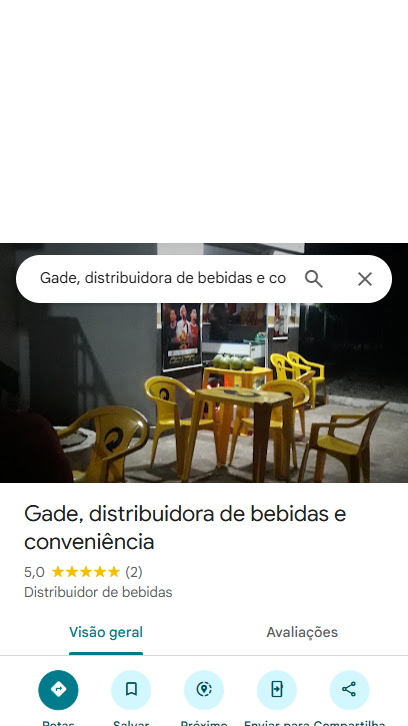 Gade, distribuidora de bebidas e co
Gade, distribuidora de bebidas e
conveniência
5,0 (2)
Distribuidor de bebidas
Visão geral
Avaliações
Rotas
Salvar
Próximo
Enviar para
Compartilha